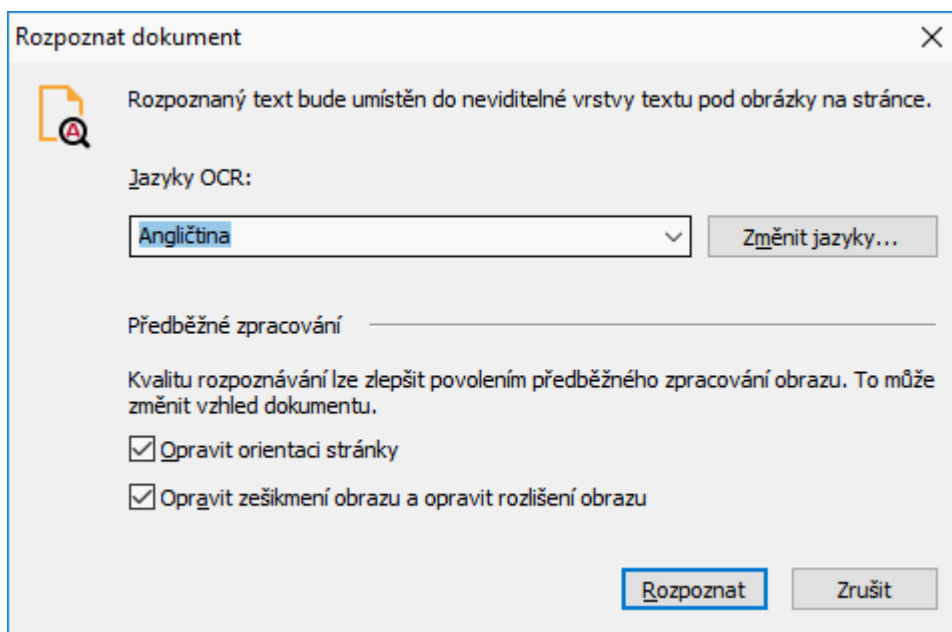 Rozpoznat dokument
Rozpoznaný text bude umístěn do neviditelné vrstvy textu pod obrázky na stránce.
Jazyky OCR:
Angličtina
Změnit jazyky...
Předběžné zpracování
Kvalitu rozpoznávání lze zlepšit povolením předběžného zpracování obrazu. To může
změnit vzhled dokumentu.
Opravit orientaci stránky
Opravit zešikmení obrazu a opravit rozlišení obrazu
Rozpoznat
Zrušit